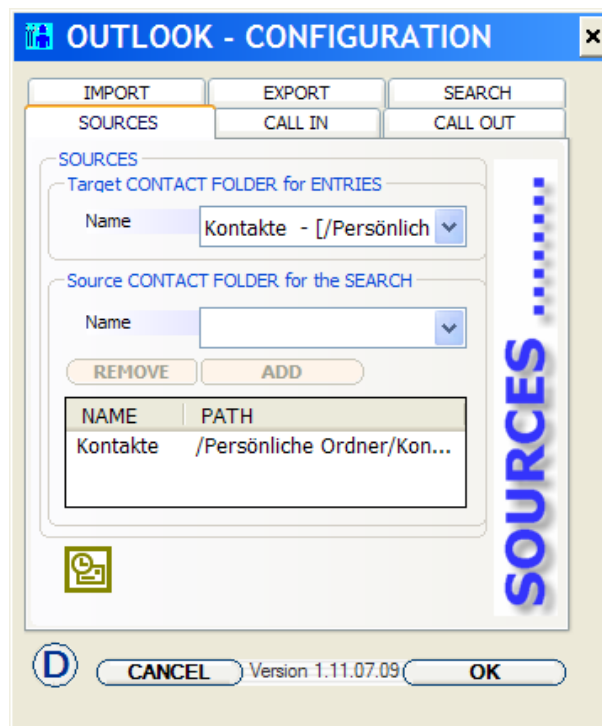 OUTLOOK - CONFIGURATION
IMPORT EXPORT SEARCH
SOURCES CALL IN CALL OUT
SOURCES
Target CONTACT FOLDER for ENTRIES
Name Kontakte - [/Persönlich
Source CONTACT FOLDER for the SEARCH
Name
REMOVE ADD
NAME PATH
Kontakte /Persönliche Ordner/Kon...
SOURCES ........
D CANCEL Version 1.11.07.09 OK